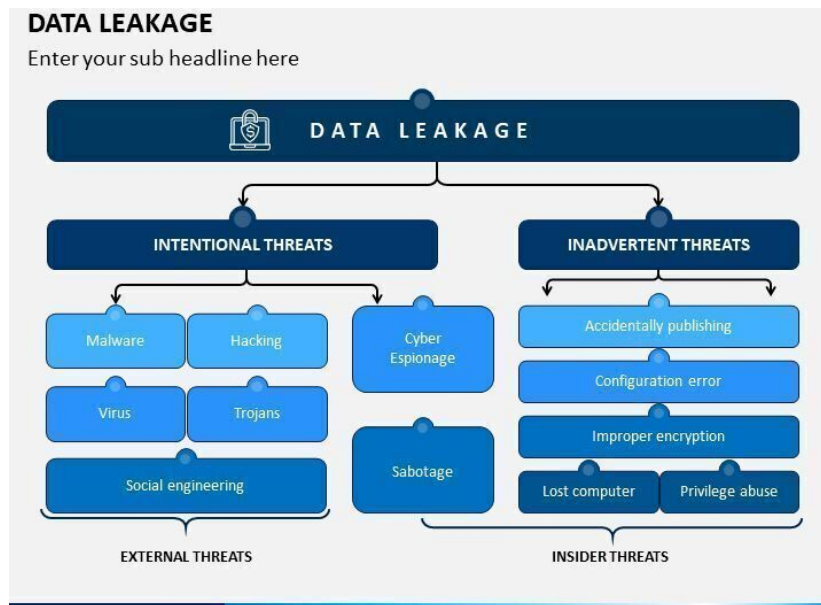 DATA LEAKAGE
Enter your sub headline here
DATA LEAKAGE
INTENTIONAL THREATS
INADVERTENT THREATS
Malware
Hacking
Cyber
Espionage
Accidentally publishing
Configuration error
Virus
Trojans
Improper encryption
Sabotage
Social engineering
Lost computer
Privilege abuse
EXTERNAL THREATS
INSIDER THREATS